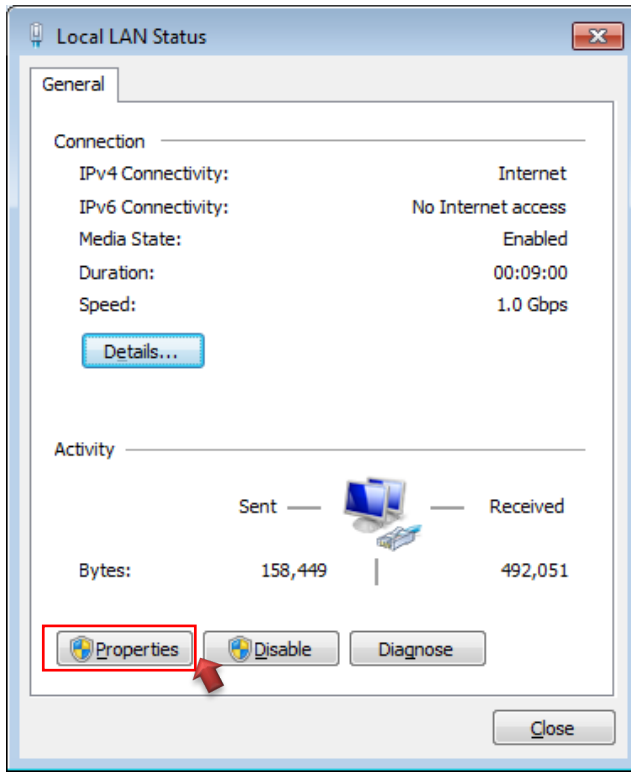 Local LAN Status
General
Connection
IPv4 Connectivity: Internet
IPv6 Connectivity: No Internet access
Media State: Enabled
Duration: 00:09:00
Speed: 1.0 Gbps
Details...
Activity
Sent Received
Bytes: 158,449 492,051
Properties Disable Diagnose
Close